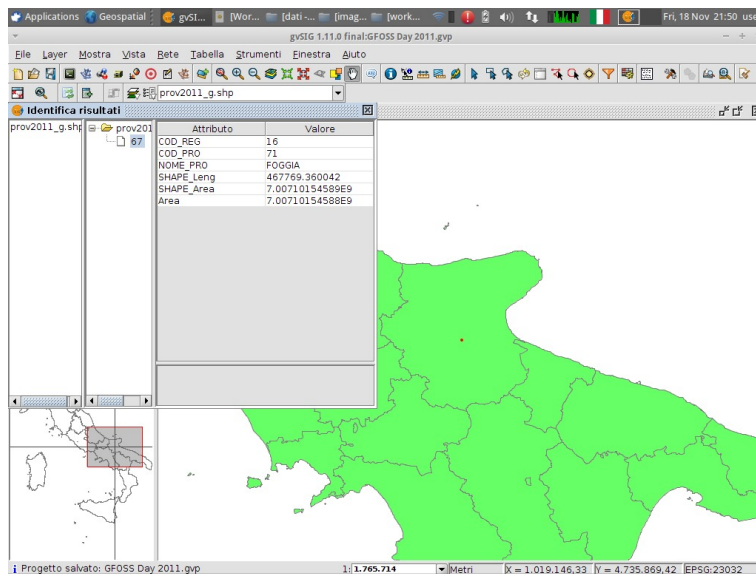 Applications Geospatial gvSI... [Wor... [dati -... [imag... [work... Fri, 18 Nov 21:50 use
gvSIG 1.11.0 final:GFOSS Day 2011.gvp
File Layer Mostra Vista Rete Tabella Strumenti Finestra Aiuto
prov2011_g.shp
Identifica risultati
prov2011_g.shp
prov201
67
Attributo Valore
COD_REG 16
COD_PRO 71
NOME_PRO FOGGIA
SHAPE_Leng 467769.360042
SHAPE_Area 7.00710154589E9
Area 7.00710154588E9
Progetto salvato: GFOSS Day 2011.gvp 1: 1.765.714 Metri X = 1.019.146,33 Y = 4.735.869,42 EPSG:23032